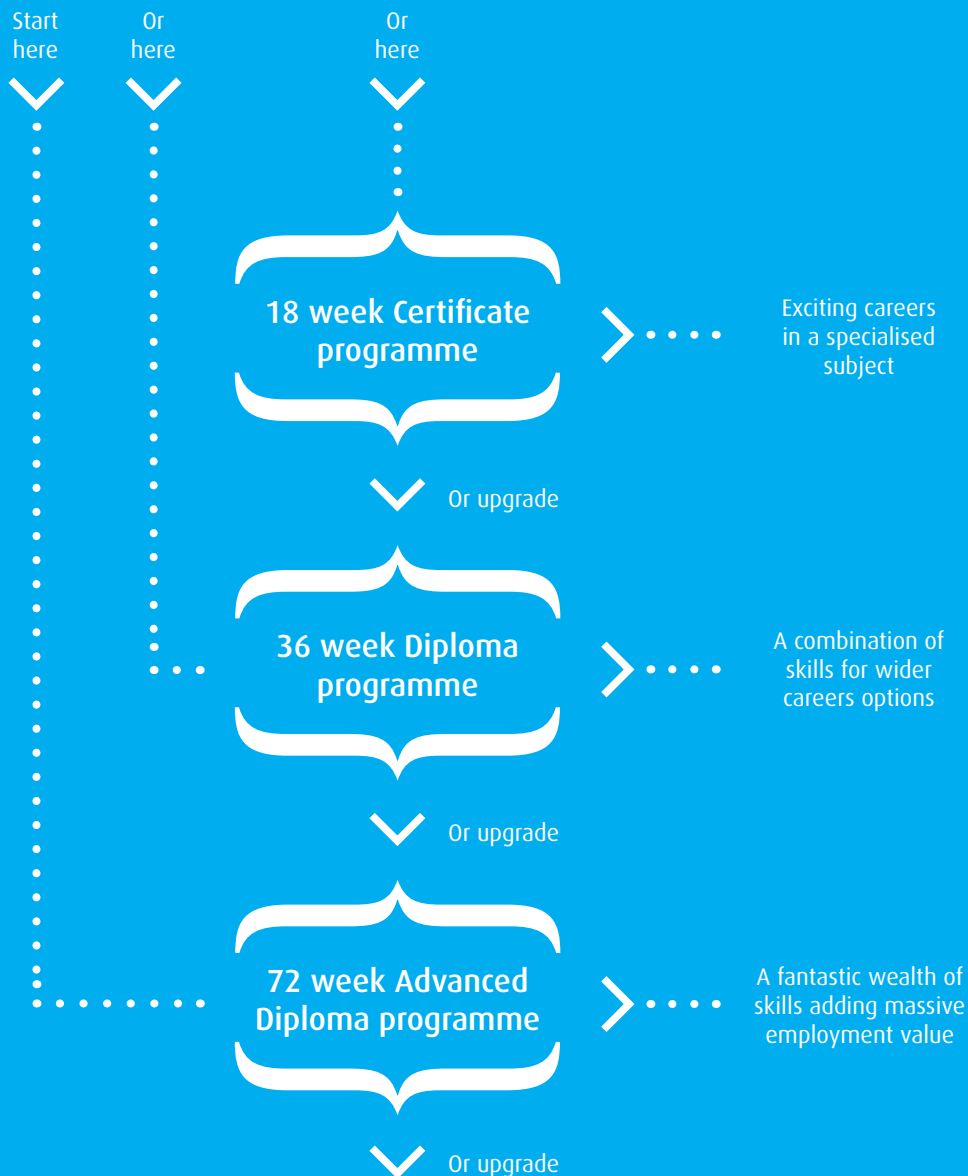 Start
here
Or
here
Or
here
18 week Certificate
programme
Exciting careers
in a specialised
subject
Or upgrade
36 week Diploma
programme
A combination of
skills for wider
careers options
Or upgrade
72 week Advanced
Diploma programme
A fantastic wealth of
skills adding massive
employment value
Or upgrade